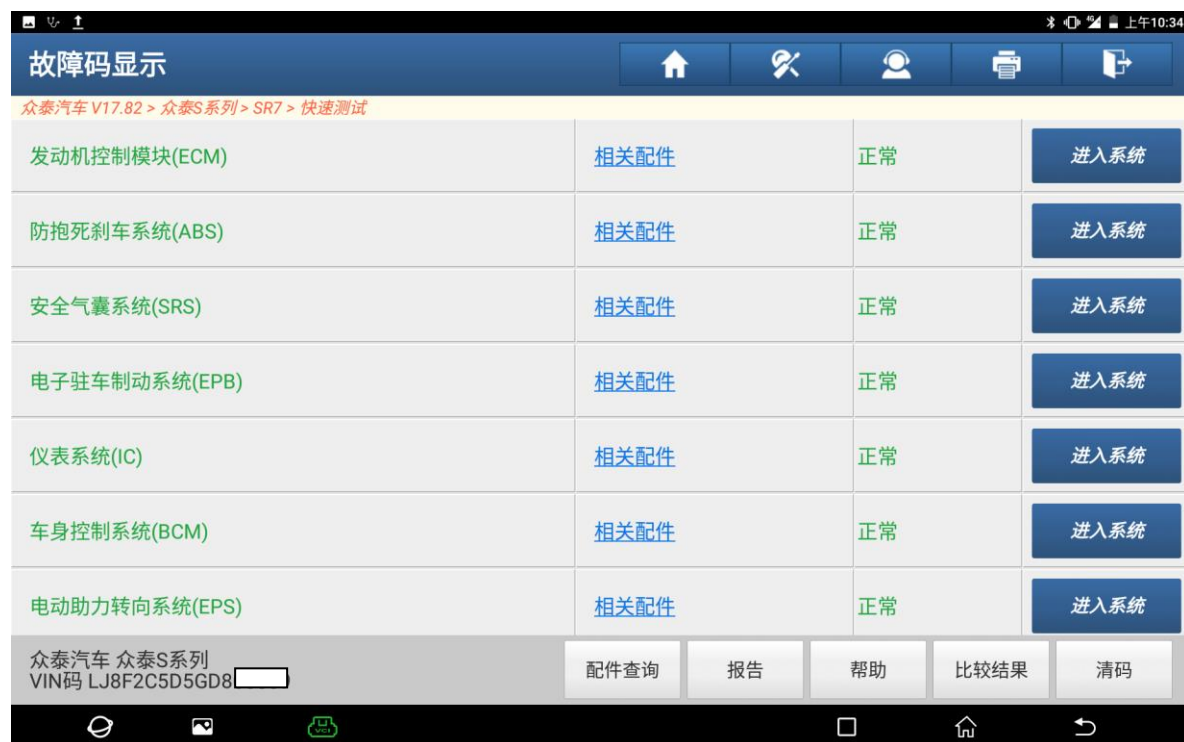 上午10:34
故障码显示
众泰汽车 V17.82 > 众泰S系列 > SR7 > 快速测试
发动机控制模块(ECM) 相关配件 正常 进入系统
防抱死刹车系统(ABS) 相关配件 正常 进入系统
安全气囊系统(SRS) 相关配件 正常 进入系统
电子驻车制动系统(EPB) 相关配件 正常 进入系统
仪表系统(IC) 相关配件 正常 进入系统
车身控制系统(BCM) 相关配件 正常 进入系统
电动助力转向系统(EPS) 相关配件 正常 进入系统
众泰汽车 众泰S系列
VIN码 LJ8F2C5D5GD8
配件查询 报告 帮助 比较结果 清码
VCI